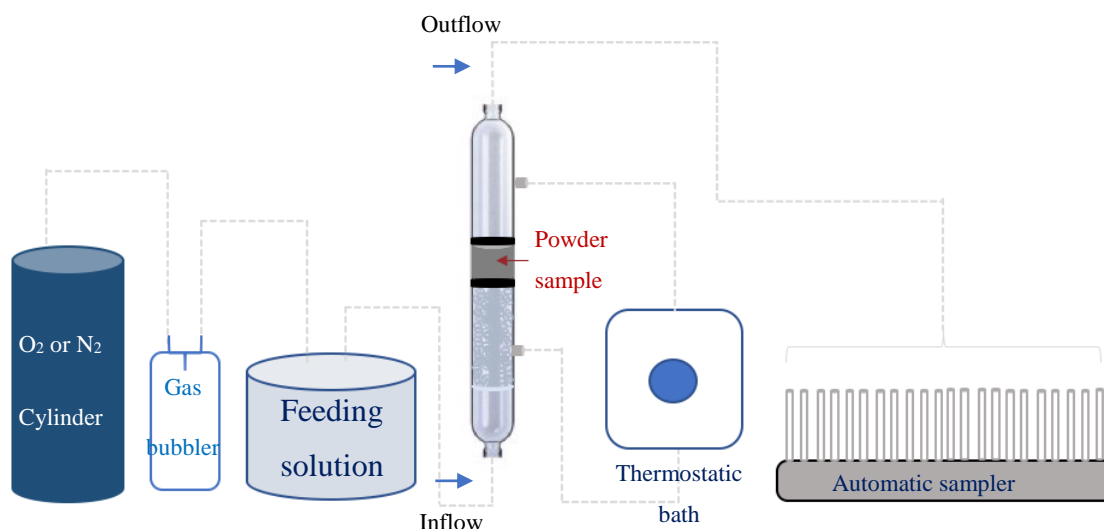 Outflow
Powder
sample
O₂ or N₂
Cylinder
Gas
bubbler
Feeding
solution
Inflow
Thermostatic
bath
Automatic sampler